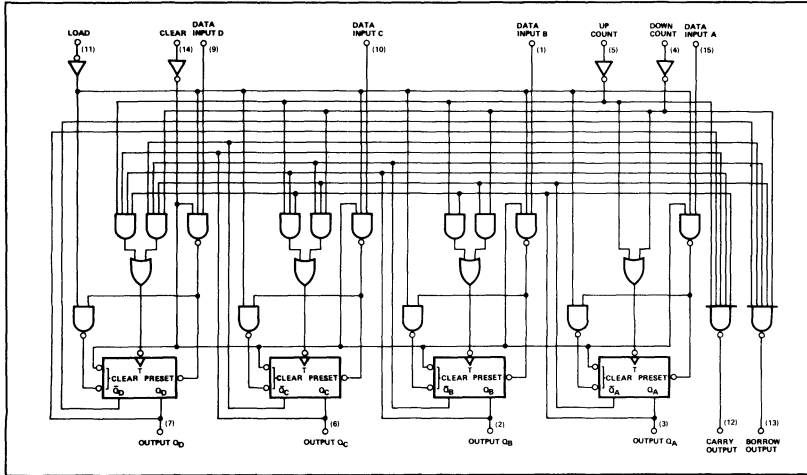 LOAD
(11)
CLEAR
(14)
DATA
INPUT D
(9)
DATA
INPUT C
(10)
DATA
INPUT B
(1)
UP
COUNT
(5)
DOWN
COUNT
(4)
DATA
INPUT A
(15)
T
CLEAR PRESET
Q̅D QD
T
CLEAR PRESET
Q̅C QC
T
CLEAR PRESET
Q̅B QB
T
CLEAR PRESET
Q̅A QA
(7)
OUTPUT QD
(6)
OUTPUT QC
(2)
OUTPUT QB
(3)
OUTPUT QA
(12)
CARRY
OUTPUT
(13)
BORROW
OUTPUT